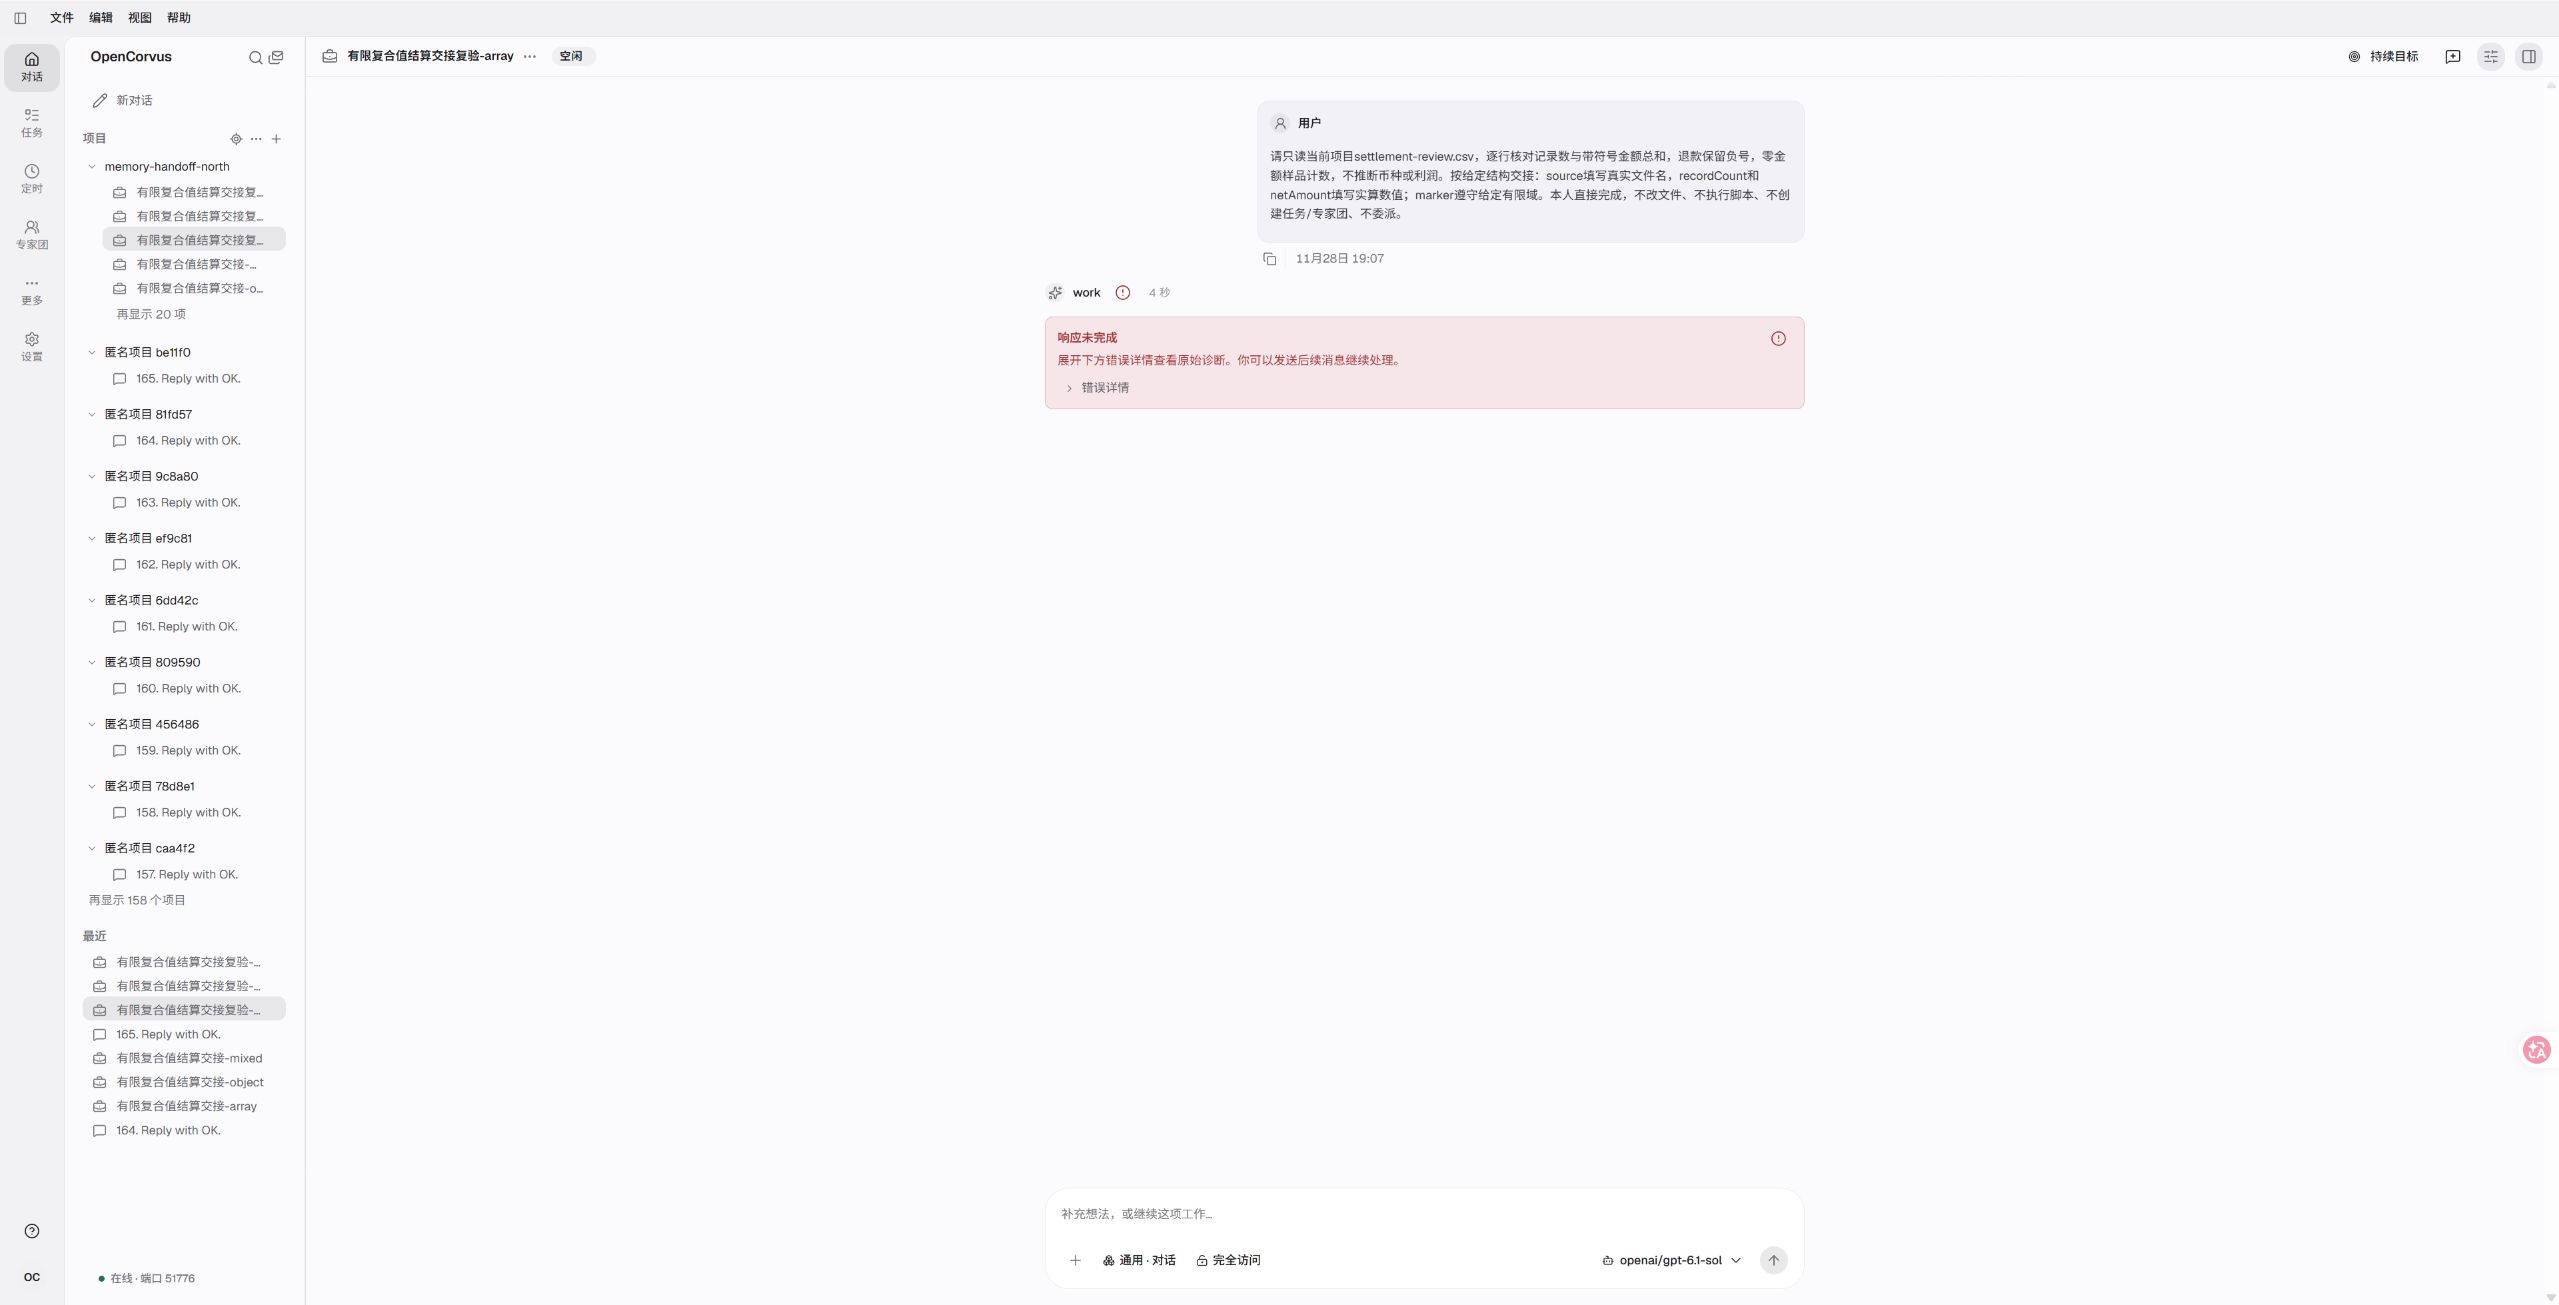 文件 编辑 视图 帮助
对话
任务
定时
专家团
更多
设置
OC
OpenCorvus
新对话
项目
memory-handoff-north
有限复合值结算交接复...
有限复合值结算交接复...
有限复合值结算交接复...
有限复合值结算交接-...
有限复合值结算交接-o...
再显示 20 项
匿名项目 be11f0
165. Reply with OK.
匿名项目 81fd57
164. Reply with OK.
匿名项目 9c8a80
163. Reply with OK.
匿名项目 ef9c81
162. Reply with OK.
匿名项目 6dd42c
161. Reply with OK.
匿名项目 809590
160. Reply with OK.
匿名项目 456486
159. Reply with OK.
匿名项目 78d8e1
158. Reply with OK.
匿名项目 caa4f2
157. Reply with OK.
再显示 158 个项目
最近
有限复合值结算交接复验-...
有限复合值结算交接复验-...
有限复合值结算交接复验-...
165. Reply with OK.
有限复合值结算交接-mixed
有限复合值结算交接-object
有限复合值结算交接-array
164. Reply with OK.
在线 · 端口 51776
有限复合值结算交接复验-array ... 空闲
持续目标
用户
请只读当前项目settlement-review.csv，逐行核对记录数与带符号金额总和，退款保留负号，零金
额样品计数，不推断币种或利润。按给定结构交接：source填写真实文件名，recordCount和
netAmount填写实算数值；marker遵守给定有限域。本人直接完成，不改文件、不执行脚本、不创
建任务/专家团、不委派。
11月28日 19:07
work 4 秒
响应未完成
展开下方错误详情查看原始诊断。你可以发送后续消息继续处理。
错误详情
补充想法，或继续这项工作...
通用 · 对话 完全访问 openai/gpt-6.1-sol